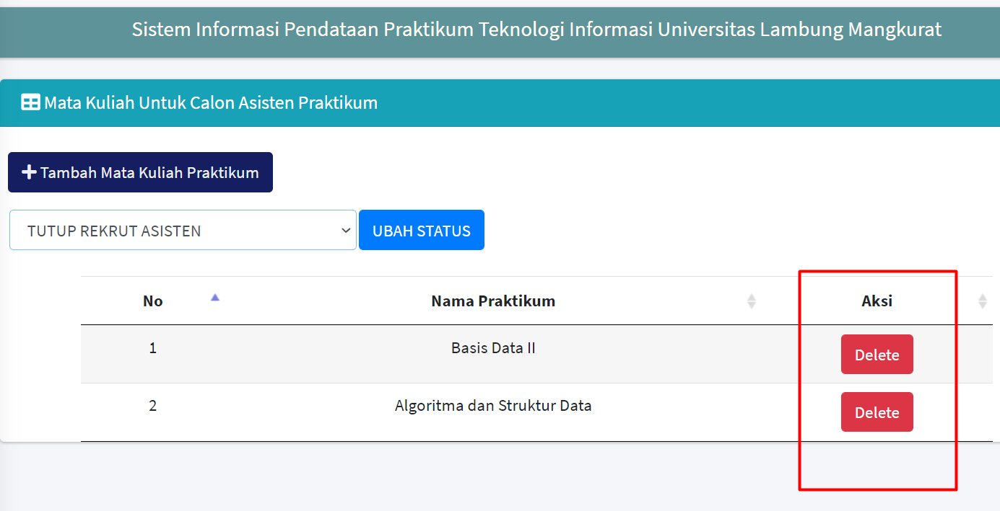 Sistem Informasi Pendataan Praktikum Teknologi Informasi Universitas Lambung Mangkurat
Mata Kuliah Untuk Calon Asisten Praktikum
Tambah Mata Kuliah Praktikum
TUTUP REKRUT ASISTEN UBAH STATUS
No Nama Praktikum Aksi
1 Basis Data II Delete
2 Algoritma dan Struktur Data Delete